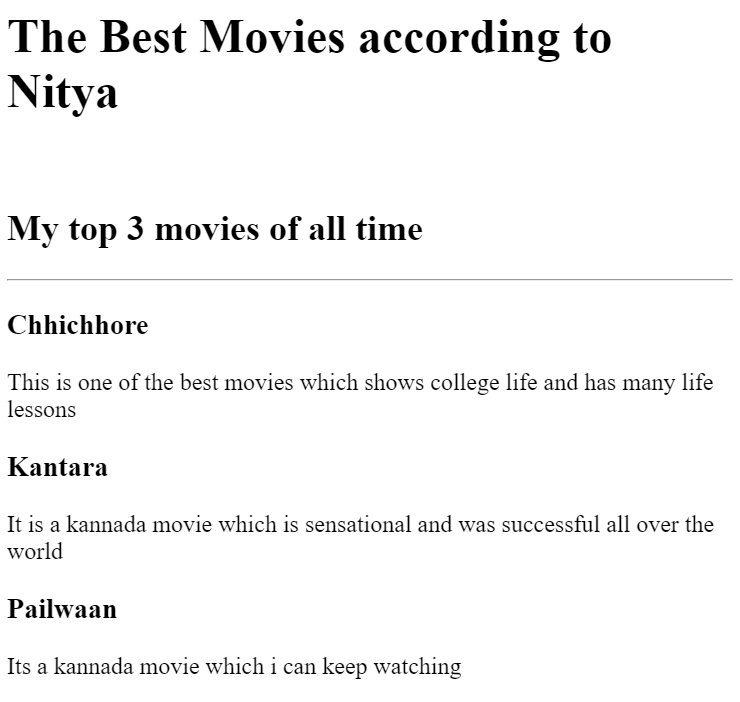 The Best Movies according to
Nitya
My top 3 movies of all time
Chhichhore
This is one of the best movies which shows college life and has many life
lessons
Kantara
It is a kannada movie which is sensational and was successful all over the
world
Pailwaan
Its a kannada movie which i can keep watching